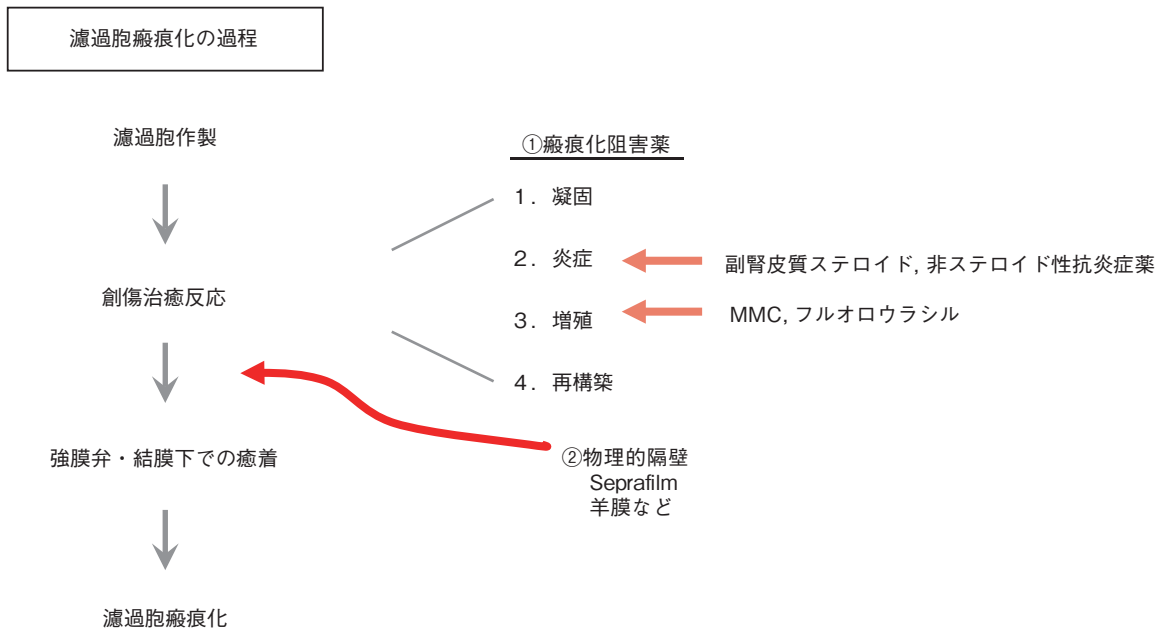 濾過胞瘢痕化の過程
濾過胞作製
創傷治癒反応
強膜弁・結膜下での癒着
濾過胞瘢痕化
①瘢痕化阻害薬
1．凝固
2．炎症
3．増殖
4．再構築
副腎皮質ステロイド, 非ステロイド性抗炎症薬
MMC, フルオロウラシル
②物理的隔壁
Seprafilm
羊膜など